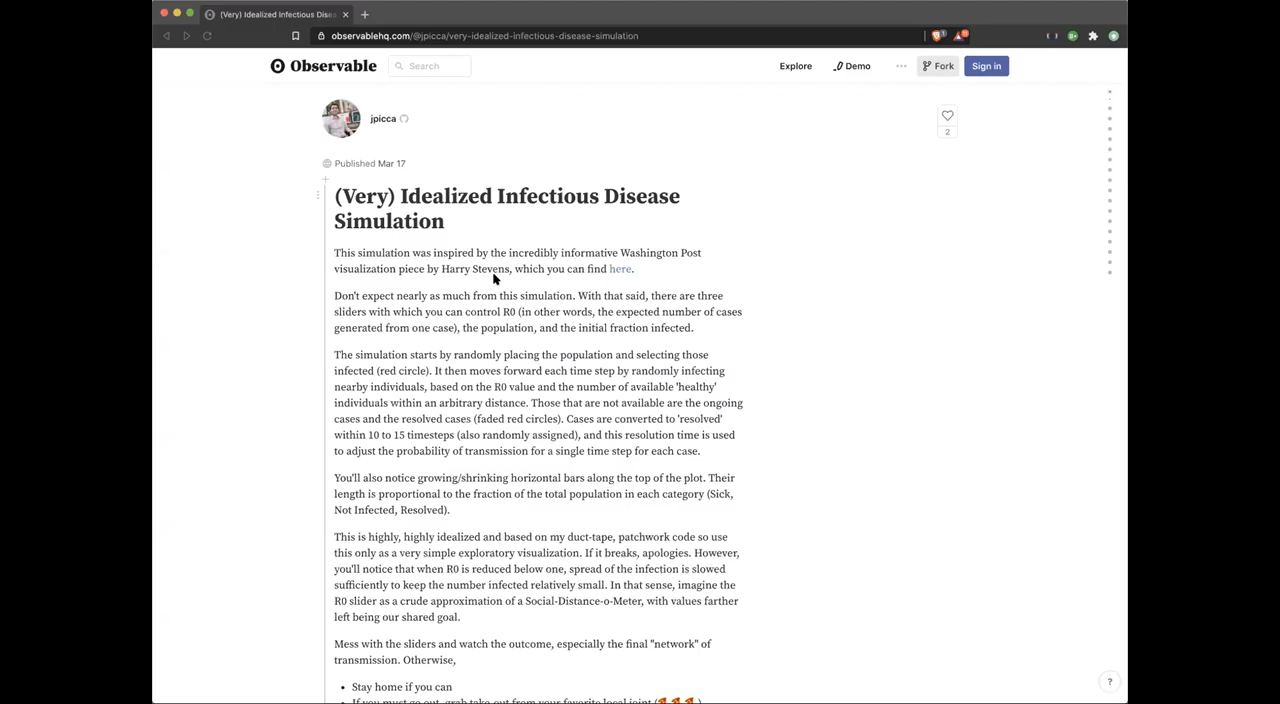 (Very) Idealized Infectious Dise
observablehq.com/@jpicca/very-idealized-infectious-disease-simulation
Observable
Search
Explore
Demo
Fork
Sign in
jpicca
2
Published Mar 17
(Very) Idealized Infectious Disease
Simulation
This simulation was inspired by the incredibly informative Washington Post
visualization piece by Harry Stevens, which you can find here.
Don't expect nearly as much from this simulation. With that said, there are three
sliders with which you can control R0 (in other words, the expected number of cases
generated from one case), the population, and the initial fraction infected.
The simulation starts by randomly placing the population and selecting those
infected (red circle). It then moves forward each time step by randomly infecting
nearby individuals, based on the R0 value and the number of available 'healthy'
individuals within an arbitrary distance. Those that are not available are the ongoing
cases and the resolved cases (faded red circles). Cases are converted to 'resolved'
within 10 to 15 timesteps (also randomly assigned), and this resolution time is used
to adjust the probability of transmission for a single time step for each case.
You'll also notice growing/shrinking horizontal bars along the top of the plot. Their
length is proportional to the fraction of the total population in each category (Sick,
Not Infected, Resolved).
This is highly, highly idealized and based on my duct-tape, patchwork code so use
this only as a very simple exploratory visualization. If it breaks, apologies. However,
you'll notice that when R0 is reduced below one, spread of the infection is slowed
sufficiently to keep the number infected relatively small. In that sense, imagine the
R0 slider as a crude approximation of a Social-Distance-o-Meter, with values farther
left being our shared goal.
Mess with the sliders and watch the outcome, especially the final "network" of
transmission. Otherwise,
• Stay home if you can
• If you must go out, grab take-out from your favorite local joint (🍕🍕🍕)
?